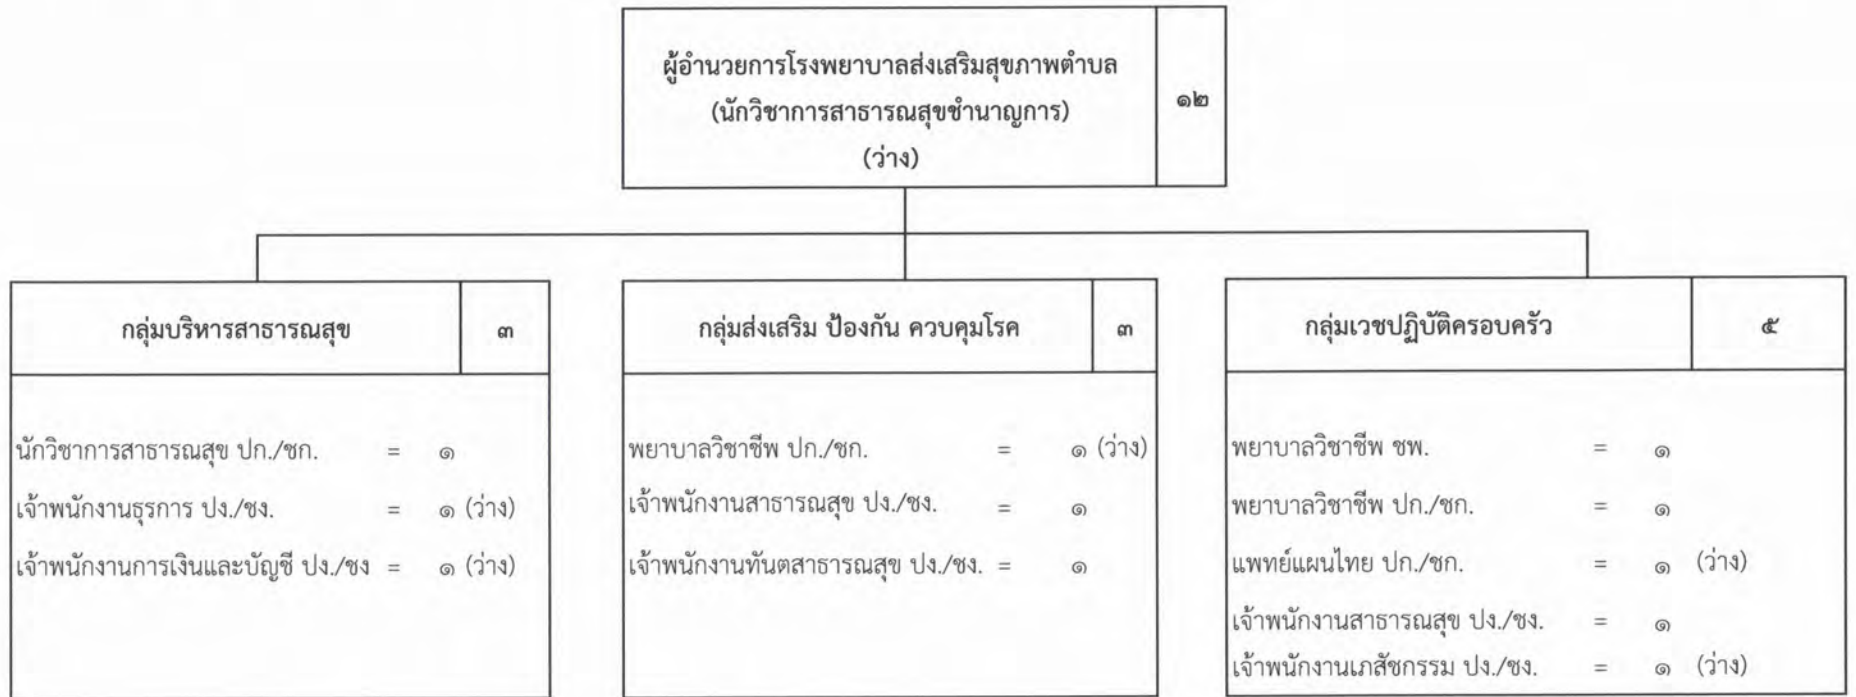 ผู้อำนวยการโรงพยาบาลส่งเสริมสุขภาพตำบล
(นักวิชาการสาธารณสุขชำนาญการ)
(ว่าง)
๑๒
กลุ่มบริหารสาธารณสุข ๓
นักวิชาการสาธารณสุข ปก./ชก. = ๑
เจ้าพนักงานธุรการ ปง./ชง. = ๑ (ว่าง)
เจ้าพนักงานการเงินและบัญชี ปง./ชง = ๑ (ว่าง)
กลุ่มส่งเสริม ป้องกัน ควบคุมโรค ๓
พยาบาลวิชาชีพ ปก./ชก. = ๑ (ว่าง)
เจ้าพนักงานสาธารณสุข ปง./ชง. = ๑
เจ้าพนักงานทันตสาธารณสุข ปง./ชง. = ๑
กลุ่มเวชปฏิบัติครอบครัว ๕
พยาบาลวิชาชีพ ชพ. = ๑
พยาบาลวิชาชีพ ปก./ชก. = ๑
แพทย์แผนไทย ปก./ชก. = ๑ (ว่าง)
เจ้าพนักงานสาธารณสุข ปง./ชง. = ๑
เจ้าพนักงานเภสัชกรรม ปง./ชง. = ๑ (ว่าง)